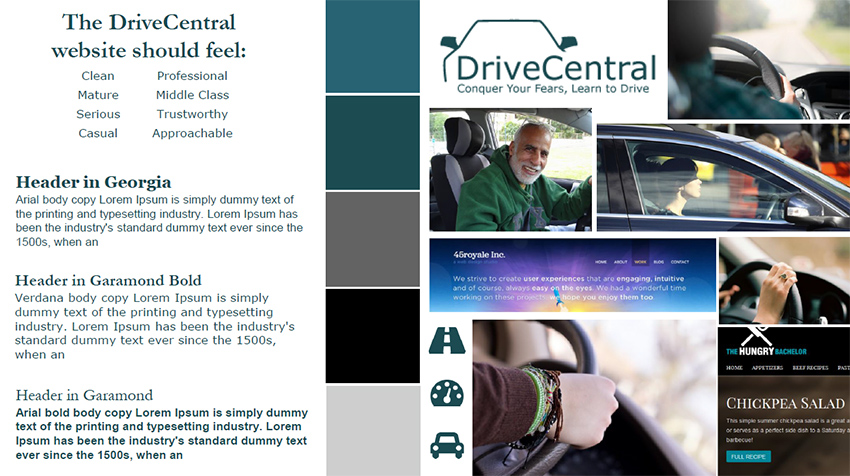 The DriveCentral
website should feel:
Clean Professional
Mature Middle Class
Serious Trustworthy
Casual Approachable
Header in Georgia
Arial body copy Lorem Ipsum is simply dummy text of
the printing and typesetting industry. Lorem Ipsum has
been the industry's standard dummy text ever since the
1500s, when an
Header in Garamond Bold
Verdana body copy Lorem Ipsum is simply
dummy text of the printing and typesetting
industry. Lorem Ipsum has been the industry's
standard dummy text ever since the 1500s,
when an
Header in Garamond
Arial bold body copy Lorem Ipsum is simply dummy
text of the printing and typesetting industry. Lorem
Ipsum has been the industry's standard dummy text
ever since the 1500s, when an
DriveCentral
Conquer Your Fears, Learn to Drive
45royale Inc.
HOME ABOUT WORK BLOG CONTACT
We strive to create user experiences that are engaging, intuitive
and of course, always easy on the eyes. We had a wonderful time
working on these projects, we hope you enjoy them too.
THE HUNGRY BACHELOR
HOME APPETIZERS BEEF RECIPES PAST
CHICKPEA SALAD
This simple summer chickpea salad is a great a
or serves as a perfect side dish to a Saturday a
barbecue!
FULL RECIPE